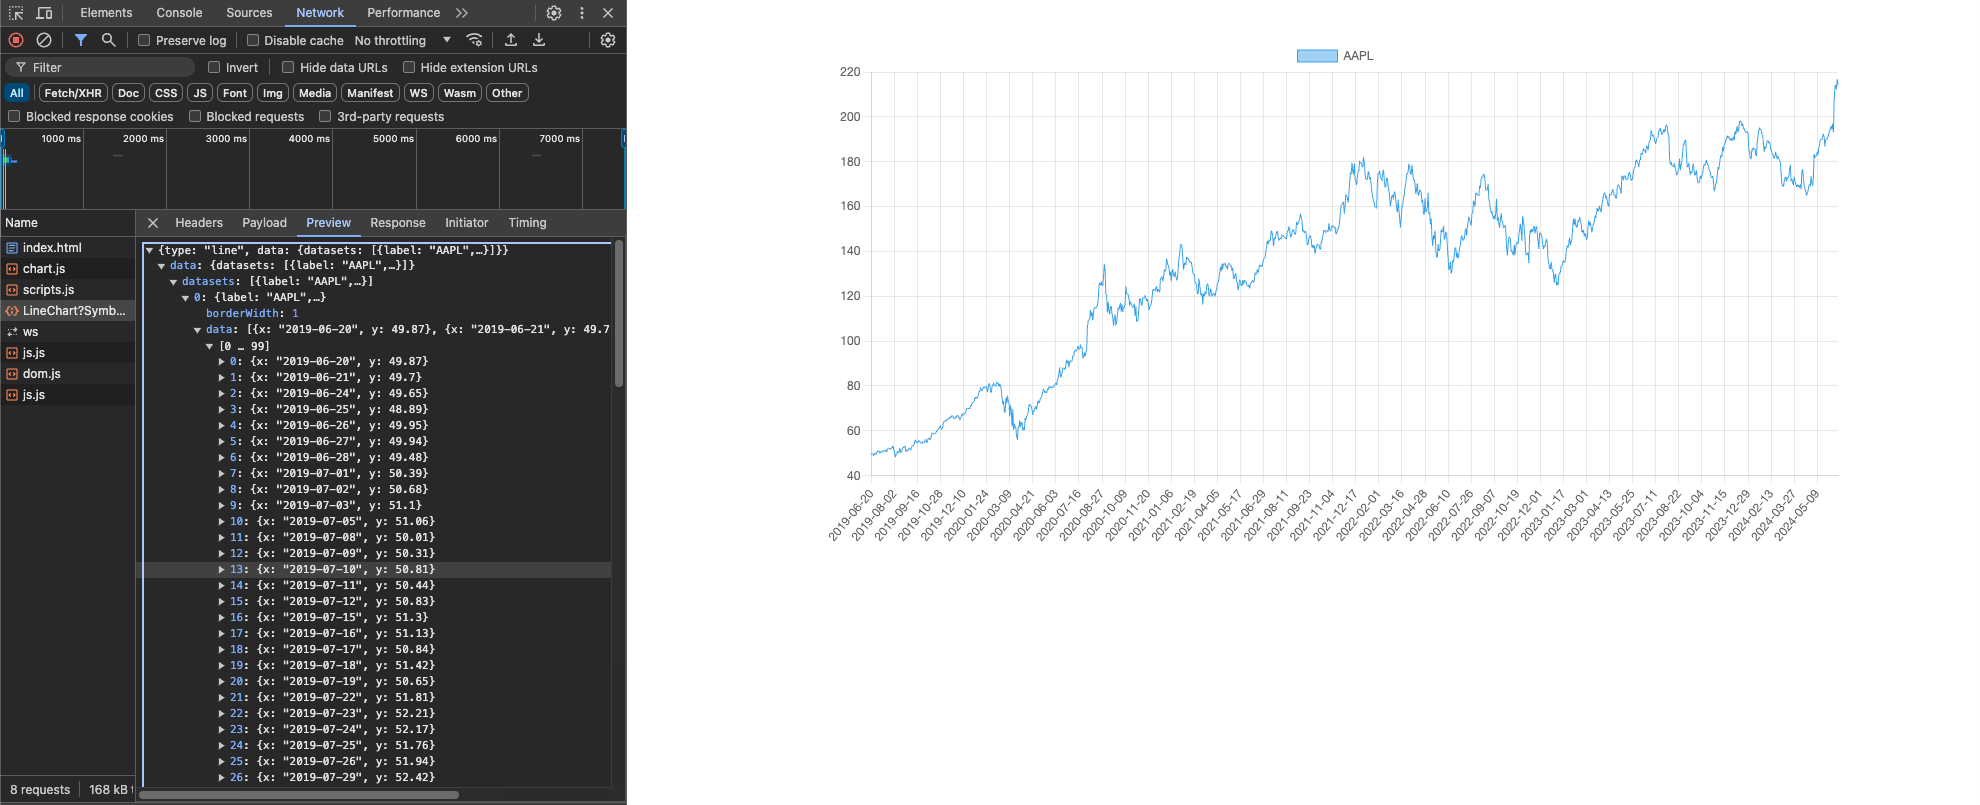 Elements Console Sources Network Performance
Preserve log Disable cache No throttling
Filter Invert Hide data URLs Hide extension URLs
All Fetch/XHR Doc CSS JS Font Img Media Manifest WS Wasm Other
Blocked response cookies Blocked requests 3rd-party requests
1000 ms 2000 ms 3000 ms 4000 ms 5000 ms 6000 ms 7000 ms
Name
index.html
chart.js
scripts.js
LineChart?Symb...
ws
js.js
dom.js
js.js
8 requests 168 kB t
Headers Payload Preview Response Initiator Timing
{type: "line", data: {datasets: [{label: "AAPL",…}]}}
data: {datasets: [{label: "AAPL",…}]}
datasets: [{label: "AAPL",…}]
0: {label: "AAPL",…}
borderWidth: 1
data: [{x: "2019-06-20", y: 49.87}, {x: "2019-06-21", y: 49.7
[0 … 99]
0: {x: "2019-06-20", y: 49.87}
1: {x: "2019-06-21", y: 49.7}
2: {x: "2019-06-24", y: 49.65}
3: {x: "2019-06-25", y: 48.89}
4: {x: "2019-06-26", y: 49.95}
5: {x: "2019-06-27", y: 49.94}
6: {x: "2019-06-28", y: 49.48}
7: {x: "2019-07-01", y: 50.39}
8: {x: "2019-07-02", y: 50.68}
9: {x: "2019-07-03", y: 51.1}
10: {x: "2019-07-05", y: 51.06}
11: {x: "2019-07-08", y: 50.01}
12: {x: "2019-07-09", y: 50.31}
13: {x: "2019-07-10", y: 50.81}
14: {x: "2019-07-11", y: 50.44}
15: {x: "2019-07-12", y: 50.83}
16: {x: "2019-07-15", y: 51.3}
17: {x: "2019-07-16", y: 51.13}
18: {x: "2019-07-17", y: 50.84}
19: {x: "2019-07-18", y: 51.42}
20: {x: "2019-07-19", y: 50.65}
21: {x: "2019-07-22", y: 51.81}
22: {x: "2019-07-23", y: 52.21}
23: {x: "2019-07-24", y: 52.17}
24: {x: "2019-07-25", y: 51.76}
25: {x: "2019-07-26", y: 51.94}
26: {x: "2019-07-29", y: 52.42}
AAPL
220
200
180
160
140
120
100
80
60
40
2019-06-20 2019-08-02 2019-09-16 2019-10-28 2019-12-10 2020-01-24 2020-03-09 2020-04-21 2020-06-03 2020-07-16 2020-08-27 2020-10-09 2020-11-20 2021-01-06 2021-02-19 2021-04-05 2021-05-17 2021-06-29 2021-08-11 2021-09-23 2021-11-04 2021-12-17 2022-02-01 2022-03-16 2022-04-28 2022-06-10 2022-07-26 2022-09-07 2022-10-19 2022-12-01 2023-01-17 2023-03-01 2023-04-13 2023-05-25 2023-07-11 2023-08-22 2023-10-04 2023-11-15 2023-12-29 2024-02-13 2024-03-27 2024-05-09